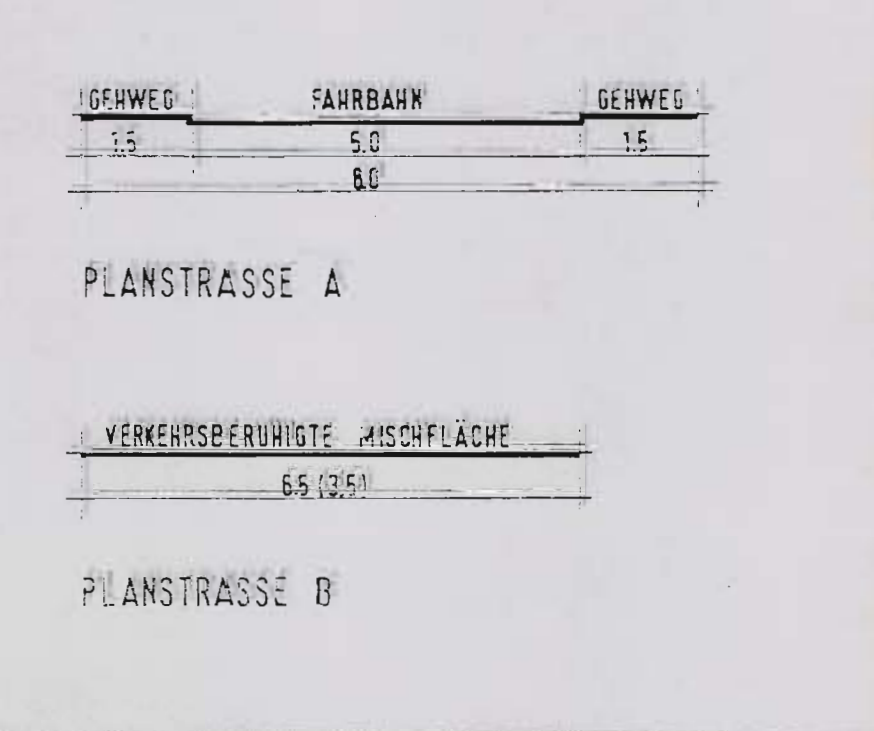 GEHWEG FAHRBAHN GEHWEG
1.5 5.0 1.5
8.0
PLANSTRASSE A
VERKEHRSBERUHIGTE MISCHFLÄCHE
6.5 (3.5)
PLANSTRASSE B